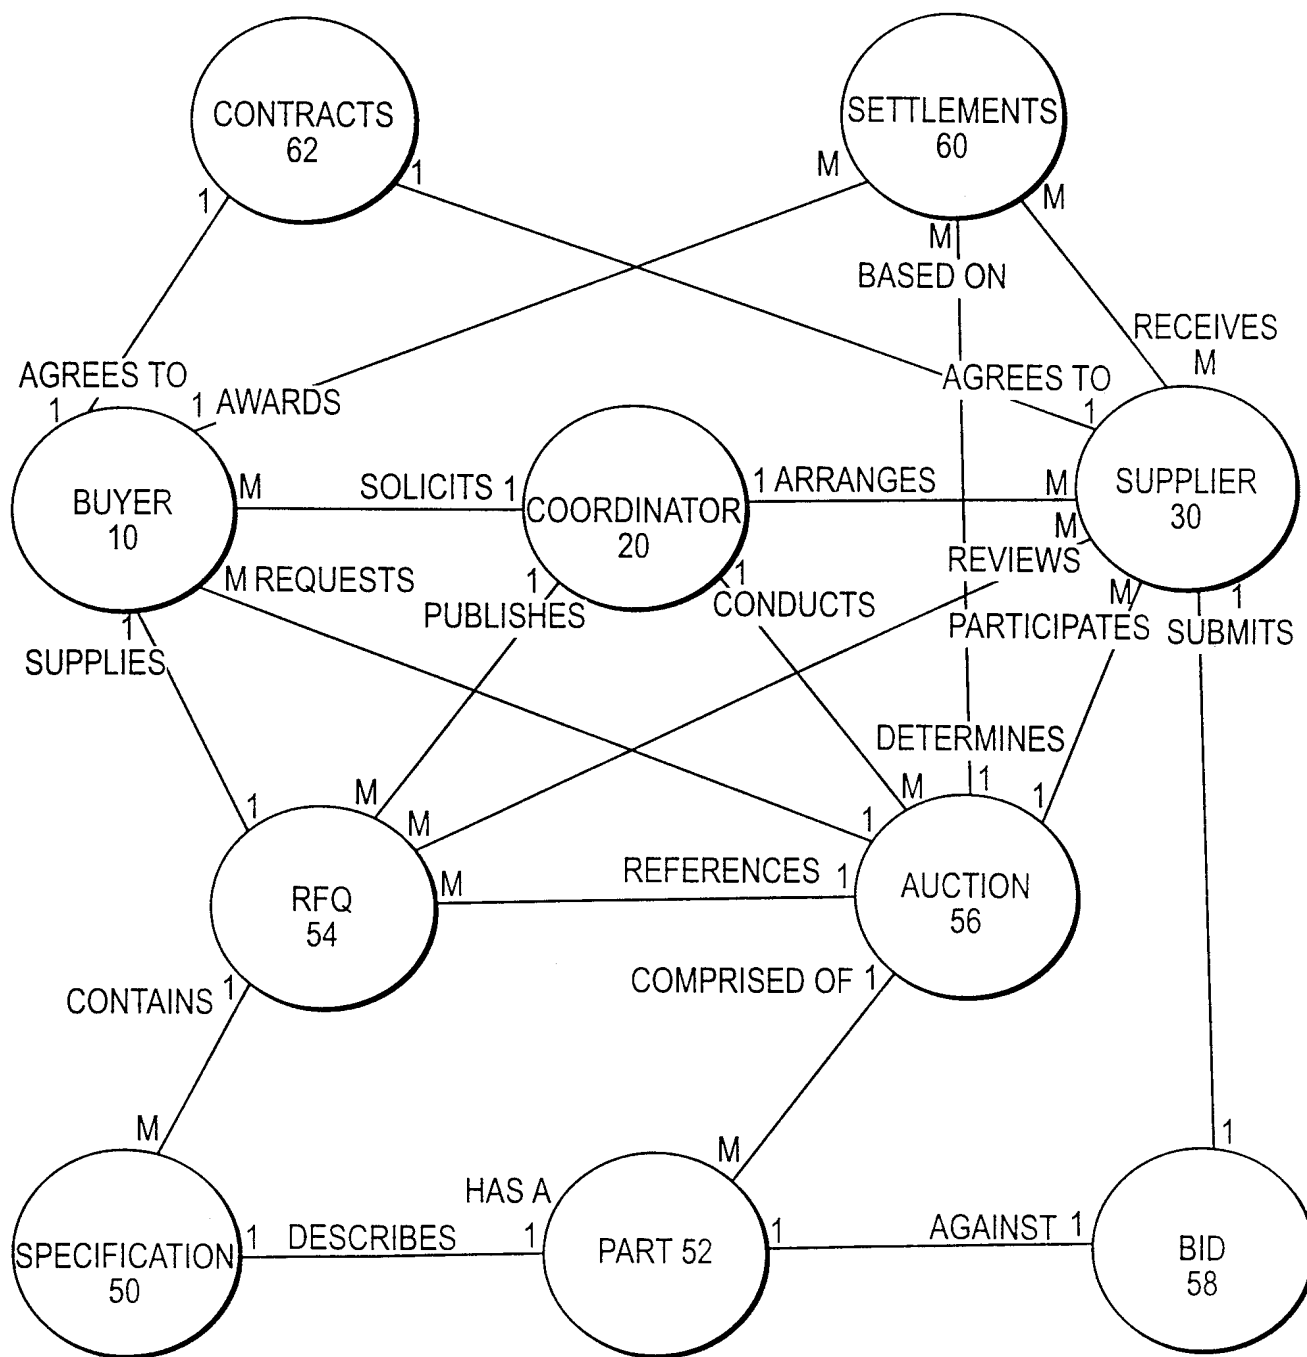 CONTRACTS
62
SETTLEMENTS
60
1
1
M
M
M
BASED ON
RECEIVES
M
AGREES TO
1
1 AWARDS
AGREES TO
1
BUYER
10
M
SOLICITS 1
COORDINATOR
20
1 ARRANGES
M
SUPPLIER
30
M REQUESTS
1
PUBLISHES
1
CONDUCTS
REVIEWS
M
M
PARTICIPATES
1
SUBMITS
1
SUPPLIES
DETERMINES
1
M
M
1
M
1
1
RFQ
54
M
REFERENCES 1
AUCTION
56
CONTAINS 1
COMPRISED OF 1
M
M
1
SPECIFICATION
50
1
DESCRIBES
HAS A
1
PART 52
1
AGAINST 1
BID
58